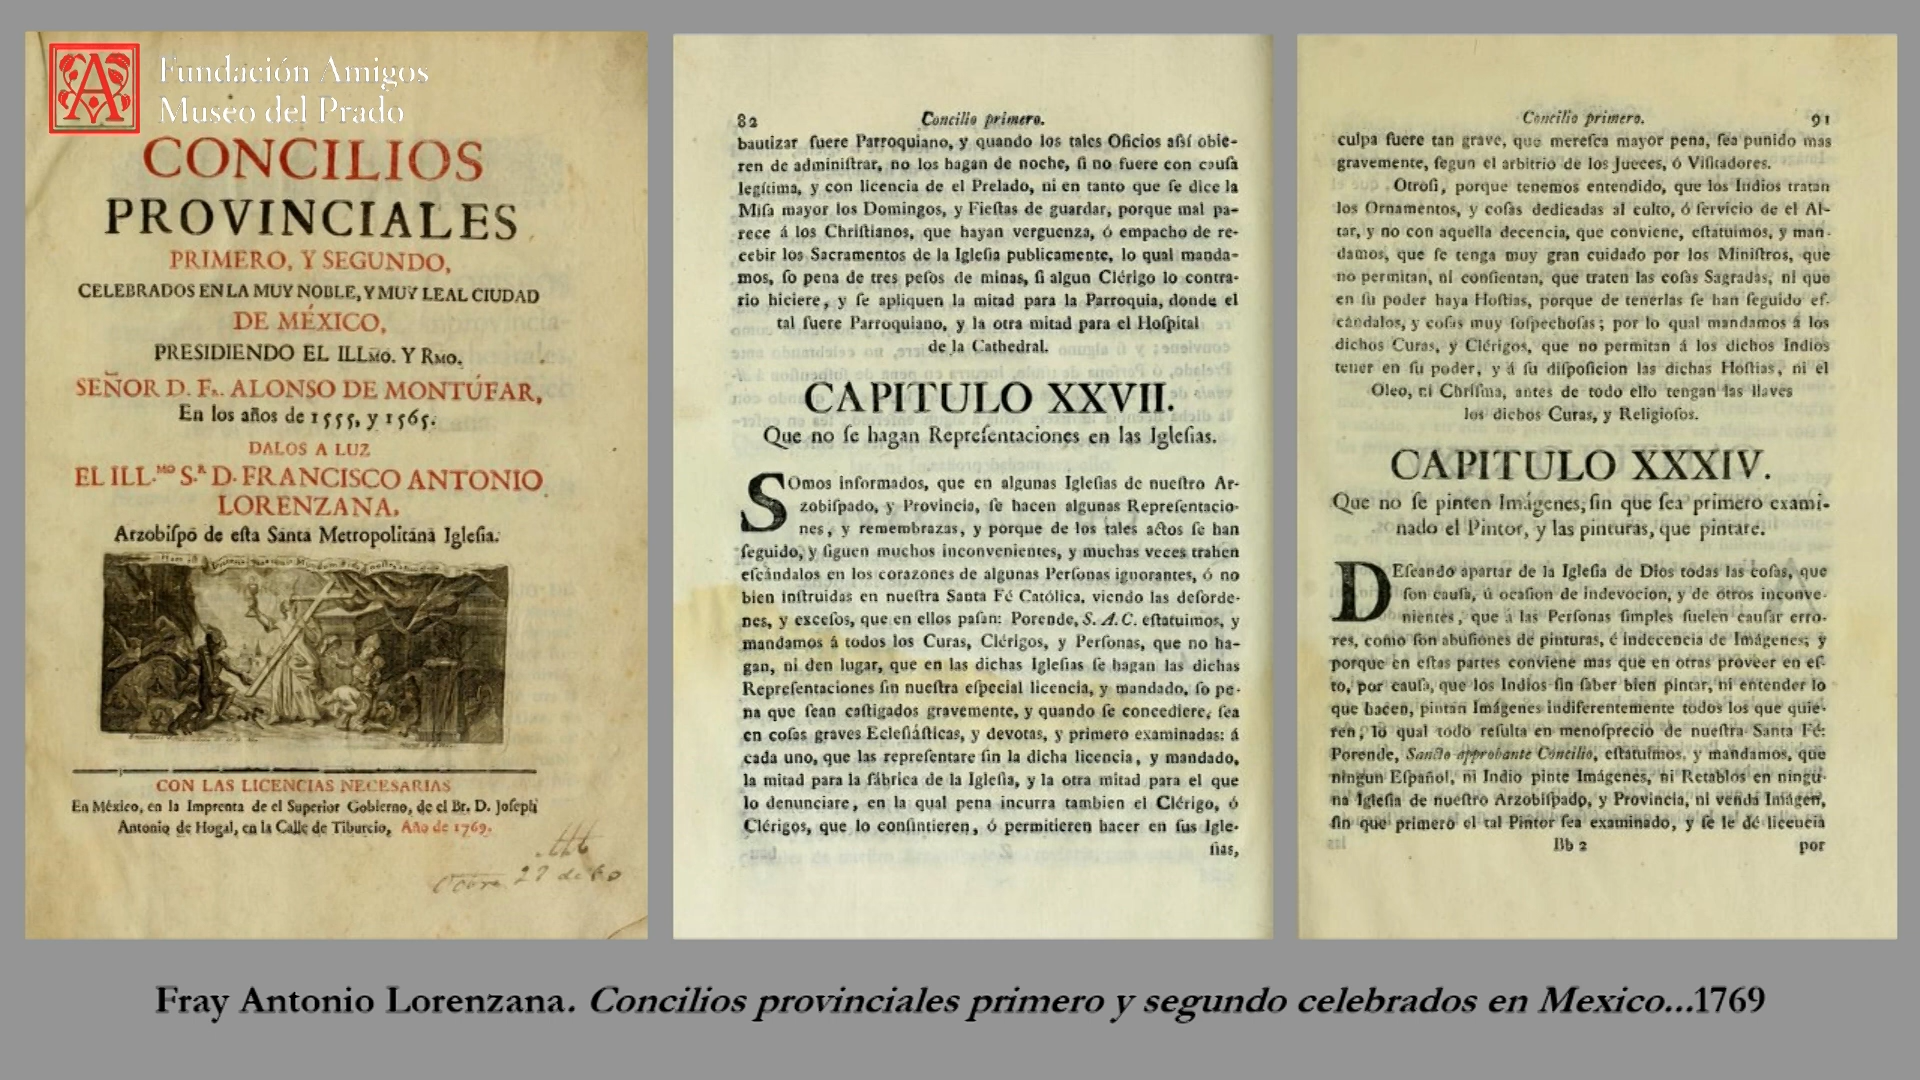 Fundación Amigos
Museo del Prado
CONCILIOS
PROVINCIALES
PRIMERO, Y SEGUNDO,
CELEBRADOS EN LA MUY NOBLE, Y MUY LEAL CIUDAD
DE MÉXICO,
PRESIDIENDO EL ILLMO. Y RMO.
SEÑOR D. FR. ALONSO DE MONTÚFAR,
En los años de 1555, y 1565.
DALOS A LUZ
EL ILL.MO S.R D. FRANCISCO ANTONIO
LORENZANA,
Arzobiſpo de eſta Santa Metropolitána Igleſia.
CON LAS LICENCIAS NECESARIAS
En México, en la Imprenta de el Superior Gobierno, de el Br. D. Joſeph
Antonio de Hogal, en la Calle de Tiburcio, Año de 1769.
82 Concilio primero.
bautizar fuere Parroquiano, y quando los tales Oficios aſsí obie-
ren de adminiſtrar, no los hagan de noche, ſi no fuere con cauſa
legítima, y con licencia de el Prelado, ni en tanto que ſe dice la
Miſa mayor los Domingos, y Fieſtas de guardar, porque mal pa-
rece á los Chriſtianos, que hayan verguenza, ó empacho de re-
cebir los Sacramentos de la Igleſia publicamente, lo qual manda-
mos, ſo pena de tres peſos de minas, ſi algun Clérigo lo contra-
rio hiciere, y ſe apliquen la mitad para la Parroquia, donde el
tal fuere Parroquiano, y la otra mitad para el Hoſpital
de la Cathedral.
CAPITULO XXVII.
Que no ſe hagan Repreſentaciones en las Igleſias.
SOmos informados, que en algunas Igleſias de nueſtro Ar-
zobiſpado, y Provincia, ſe hacen algunas Repreſentacio-
nes, y remembrazas, y porque de los tales actos ſe han
ſeguido, y ſiguen muchos inconvenientes, y muchas veces trahen
eſcándalos en los corazones de algunas Perſonas ignorantes, ó no
bien inſtruidas en nueſtra Santa Fé Católica, viendo las deſorde-
nes, y exceſos, que en ellos paſan: Porende, S. A. C. eſtatuimos, y
mandamos á todos los Curas, Clérigos, y Perſonas, que no ha-
gan, ni den lugar, que en las dichas Igleſias ſe hagan las dichas
Repreſentaciones ſin nueſtra eſpecial licencia, y mandado, ſo pe-
na que ſean caſtigados gravemente, y quando ſe concediere, ſea
en coſas graves Ecleſiáſticas, y devotas, y primero examinadas: á
cada uno, que las repreſentare ſin la dicha licencia, y mandado,
la mitad para la fábrica de la Igleſia, y la otra mitad para el que
lo denunciare, en la qual pena incurra tambien el Clérigo, ó
Clérigos, que lo conſintieren, ó permitieren hacer en ſus Igle-
ſias,
Concilio primero. 91
culpa fuere tan grave, que mereſca mayor pena, ſea punido mas
gravemente, ſegun el arbitrio de los Jueces, ó Viſitadores.
Otroſi, porque tenemos entendido, que los Indios tratan
los Ornamentos, y coſas dedicadas al culto, ó ſervicio de el Al-
tar, y no con aquella decencia, que conviene, eſtatuimos, y man-
damos, que ſe tenga muy gran cuidado por los Miniſtros, que
no permitan, ni conſientan, que traten las coſas Sagradas, ni que
en ſu poder haya Hoſtias, porque de tenerlas ſe han ſeguido eſ-
cándalos, y coſas muy ſoſpechoſas; por lo qual mandamos á los
dichos Curas, y Clérigos, que no permitan á los dichos Indios
tener en ſu poder, y á ſu diſpoſicion las dichas Hoſtias, ni el
Oleo, ni Chriſma, antes de todo ello tengan las llaves
los dichos Curas, y Religioſos.
CAPITULO XXXIV.
Que no ſe pinten Imágenes, ſin que ſea primero exami-
nado el Pintor, y las pinturas, que pintare.
DEſeando apartar de la Igleſia de Dios todas las coſas, que
ſon cauſa, ú ocaſion de indevocion, y de otros inconve-
nientes, que á las Perſonas ſimples ſuelen cauſar erro-
res, como ſon abuſiones de pinturas, é indecencia de Imágenes; y
porque en eſtas partes conviene mas que en otras proveer en eſ-
to, por cauſa, que los Indios ſin ſaber bien pintar, ni entender lo
que hacen, pintan Imágenes indiferentemente todos los que quie-
ren, lo qual todo reſulta en menoſprecio de nueſtra Santa Fé:
Porende, Sancto approbante Concilio, eſtatuimos, y mandamos, que
ningun Eſpañol, ni Indio pinte Imágenes, ni Retablos en ningu-
na Igleſia de nueſtro Arzobiſpado, y Provincia, ni venda Imágen,
ſin que primero el tal Pintor ſea examinado, y ſe le dé licencia
Bb 2 por
Fray Antonio Lorenzana. Concilios provinciales primero y segundo celebrados en Mexico...1769